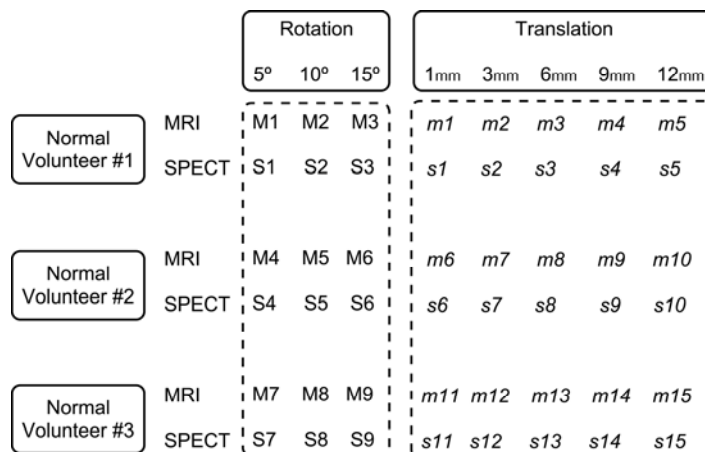 Rotation Translation
5º 10º 15º 1mm 3mm 6mm 9mm 12mm
Normal Volunteer #1
MRI M1 M2 M3 m1 m2 m3 m4 m5
SPECT S1 S2 S3 s1 s2 s3 s4 s5
Normal Volunteer #2
MRI M4 M5 M6 m6 m7 m8 m9 m10
SPECT S4 S5 S6 s6 s7 s8 s9 s10
Normal Volunteer #3
MRI M7 M8 M9 m11 m12 m13 m14 m15
SPECT S7 S8 S9 s11 s12 s13 s14 s15